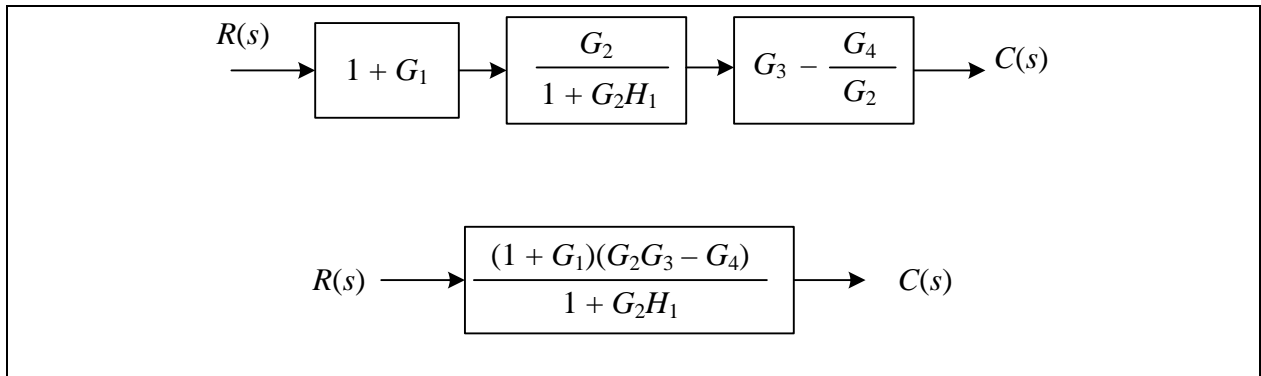 R(s)
1 + G₁
G₂
1 + G₂H₁
G₃ − G₄
G₂
C(s)
R(s)
(1 + G₁)(G₂G₃ – G₄)
1 + G₂H₁
C(s)